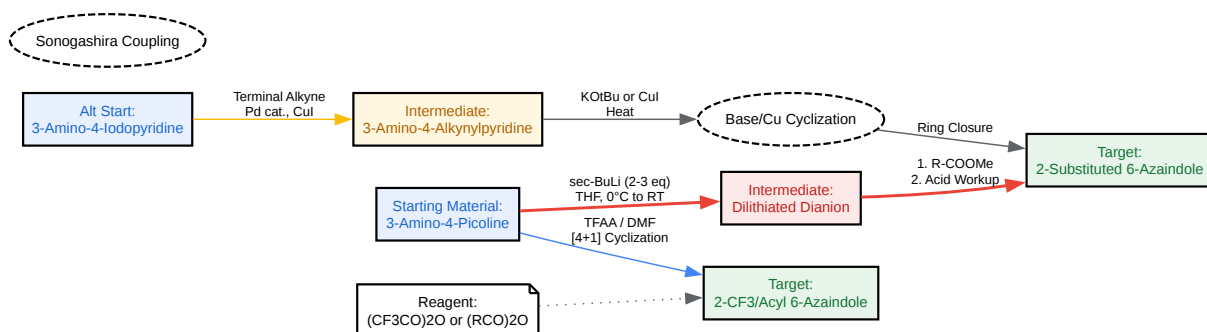 Sonogashira Coupling
Alt Start:
3-Amino-4-Iodopyridine
Terminal Alkyne
Pd cat., CuI
Intermediate:
3-Amino-4-Alkynylpyridine
KOtBu or CuI
Heat
Base/Cu Cyclization
Ring Closure
Target:
2-Substituted 6-Azaindole
Starting Material:
3-Amino-4-Picoline
sec-BuLi (2-3 eq)
THF, 0°C to RT
Intermediate:
Dilithiated Dianion
1. R-COOMe
2. Acid Workup
TFAA / DMF
[4+1] Cyclization
Target:
2-CF3/Acyl 6-Azaindole
Reagent:
(CF3CO)2O or (RCO)2O